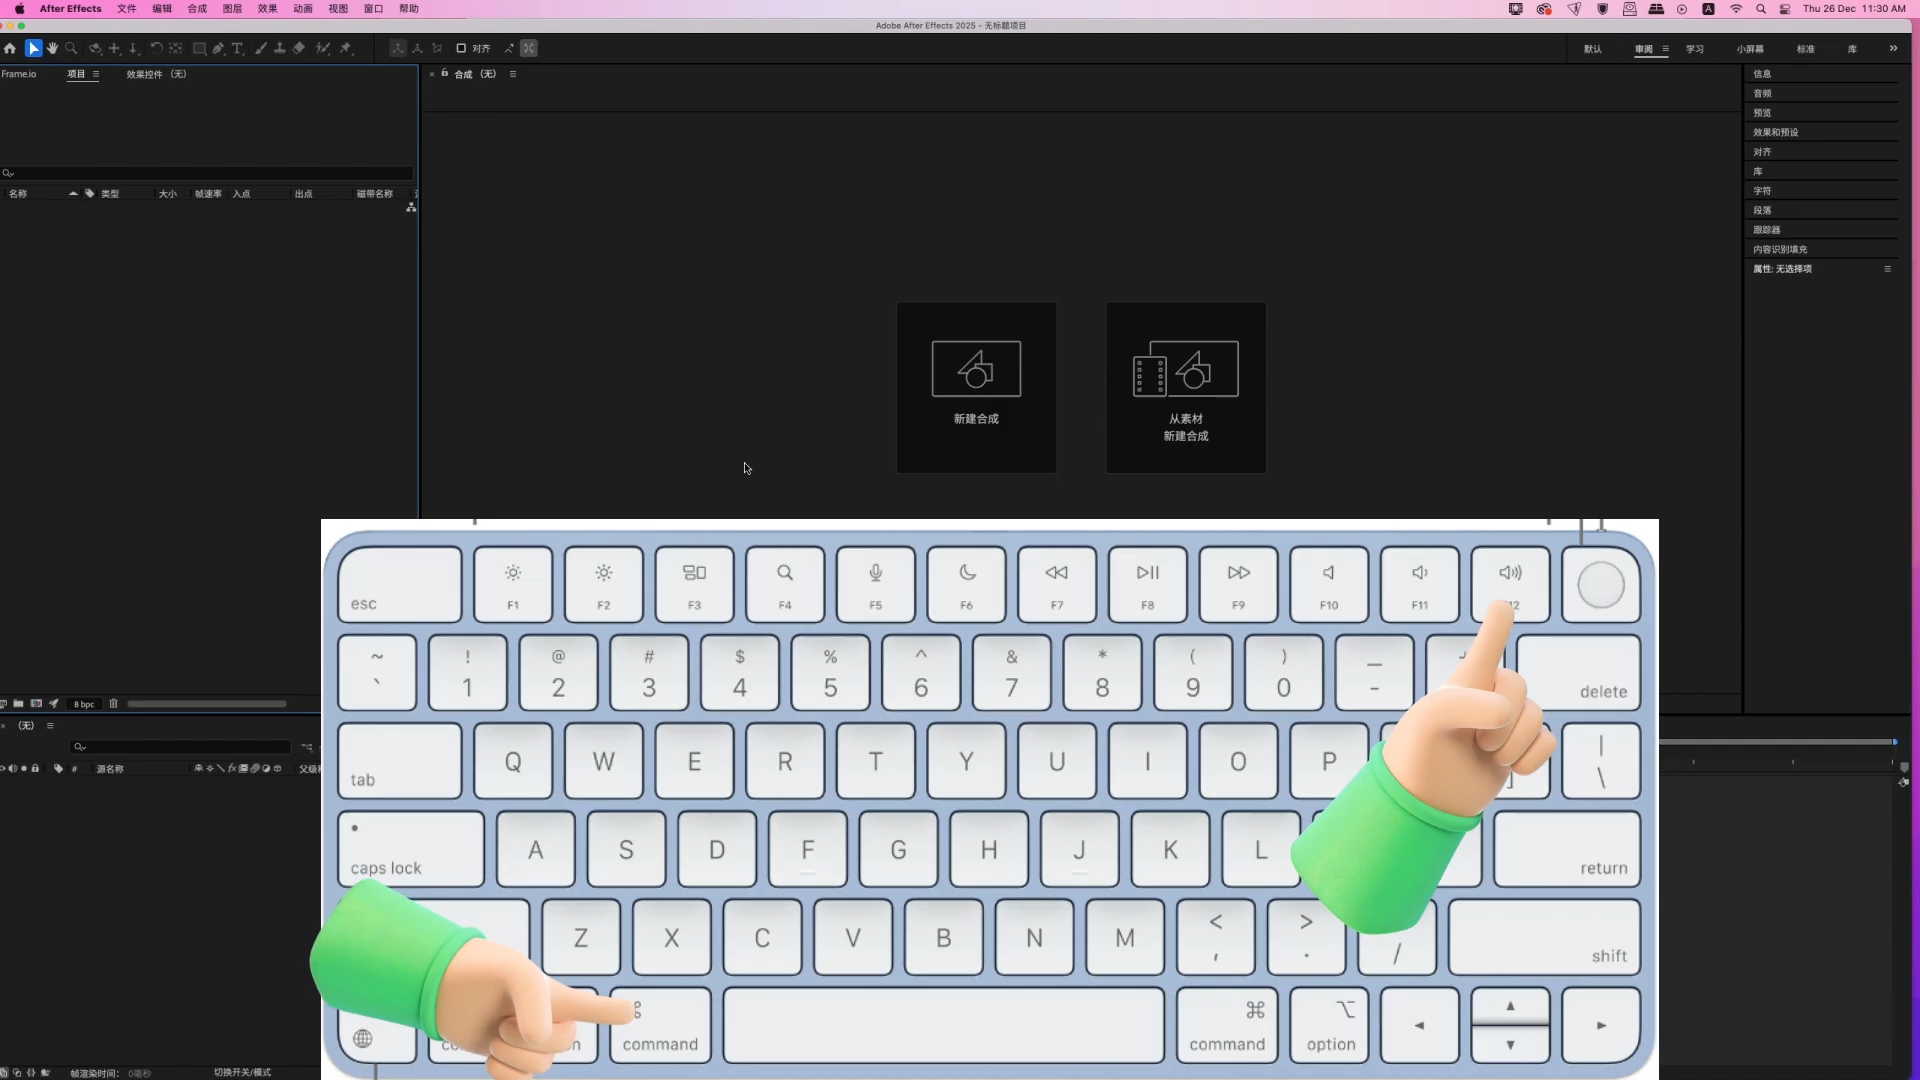 After Effects 文件 编辑 合成 图层 效果 动画 视图 窗口 帮助 A Thu 26 Dec 11:30 AM
Adobe After Effects 2025 - 无标题项目
对齐 默认 审阅 学习 小屏幕 标准 库
Frame.io 项目 效果控件 (无) 合成 (无)
信息
音频
预览
效果和预设
对齐
库
字符
段落
跟踪器
内容识别填充
属性: 无选择项
名称 类型 大小 帧速率 入点 出点 磁带名称
新建合成
从素材
新建合成
8 bpc
(无)
# 源名称 fx
帧渲染时间: 0毫秒 切换开关/模式
esc F1 F2 F3 F4 F5 F6 F7 F8 F9 F10 F11
~ ! @ # $ % ^ & * ( ) —
` 1 2 3 4 5 6 7 8 9 0 - delete
tab Q W E R T Y U I O P ] | \
caps lock A S D F G H J K L return
Z X C V B N M < , > . / shift
⌘ ⌥
command command option